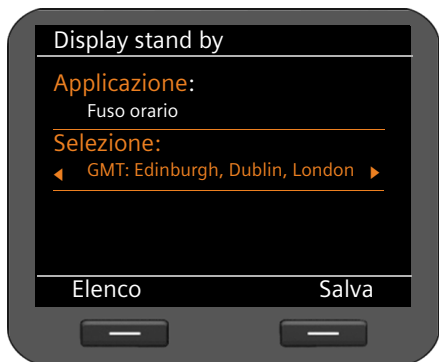 Display stand by
Applicazione:
Fuso orario
Selezione:
GMT: Edinburgh, Dublin, London
Elenco Salva